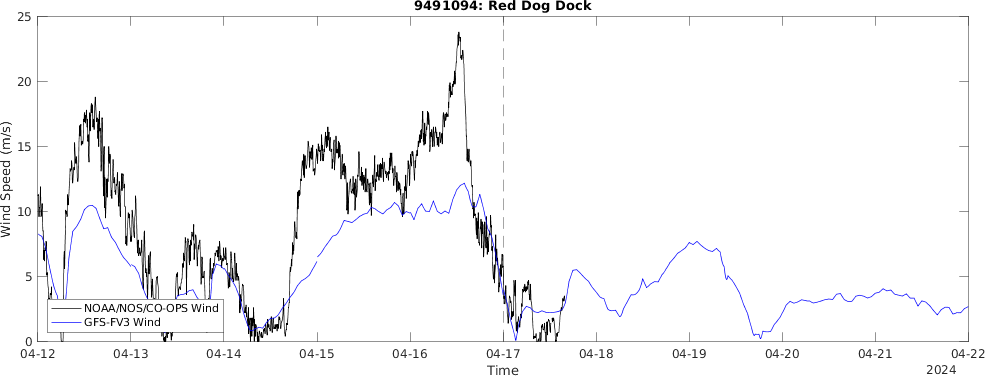 9491094: Red Dog Dock
Wind Speed (m/s)
25
20
15
10
5
0
NOAA/NOS/CO-OPS Wind
GFS-FV3 Wind
04-12 04-13 04-14 04-15 04-16 04-17 04-18 04-19 04-20 04-21 04-22
Time
2024